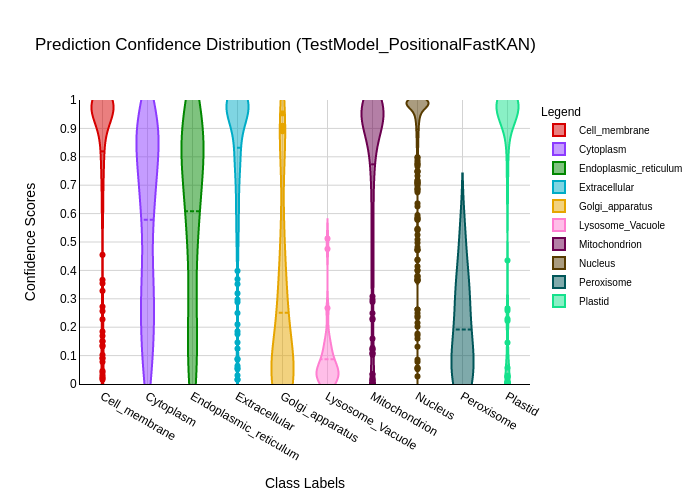 Prediction Confidence Distribution (TestModel_PositionalFastKAN)
Legend
Cell_membrane
Cytoplasm
Endoplasmic_reticulum
Extracellular
Golgi_apparatus
Lysosome_Vacuole
Mitochondrion
Nucleus
Peroxisome
Plastid
Confidence Scores
1
0.9
0.8
0.7
0.6
0.5
0.4
0.3
0.2
0.1
0
Cell_membrane
Cytoplasm
Endoplasmic_reticulum
Extracellular
Golgi_apparatus
Lysosome_Vacuole
Mitochondrion
Nucleus
Peroxisome
Plastid
Class Labels